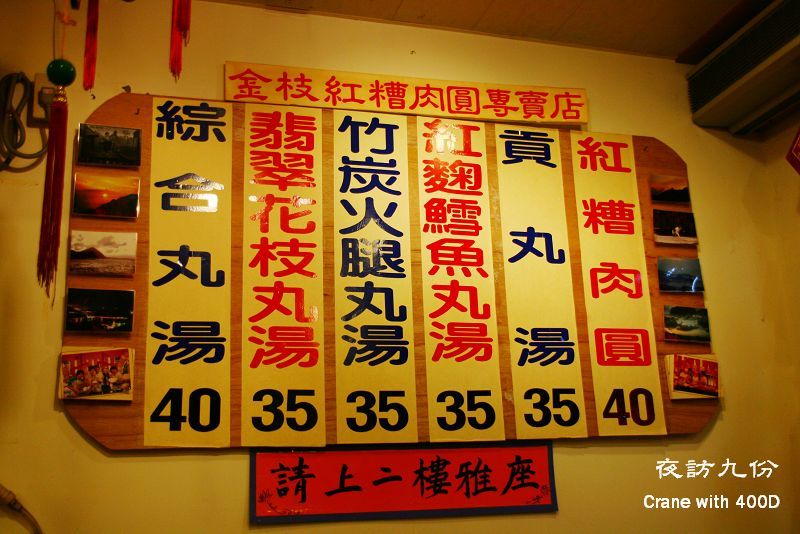 金枝紅糟肉圓專賣店
紅糟肉圓 40
貢丸湯 35
紅麴鱈魚丸湯 35
竹炭火腿丸湯 35
翡翠花枝丸湯 35
綜合丸湯 40
請上二樓雅座
夜訪九份
Crane with 400D